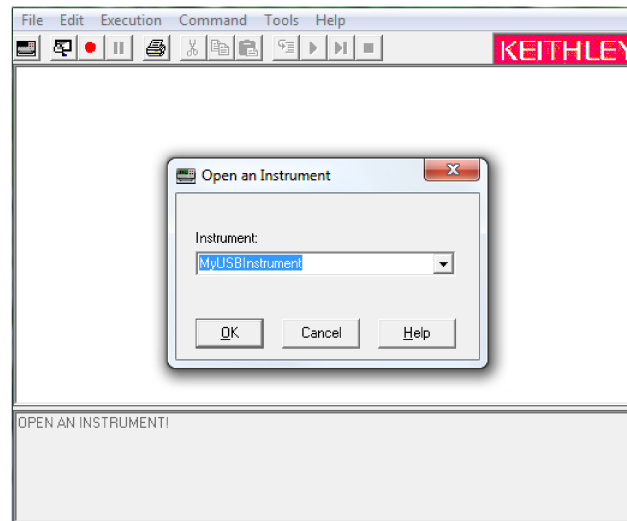 File Edit Execution Command Tools Help
KEITHLEY
Open an Instrument
Instrument:
MyUSBInstrument
OK Cancel Help
OPEN AN INSTRUMENT!